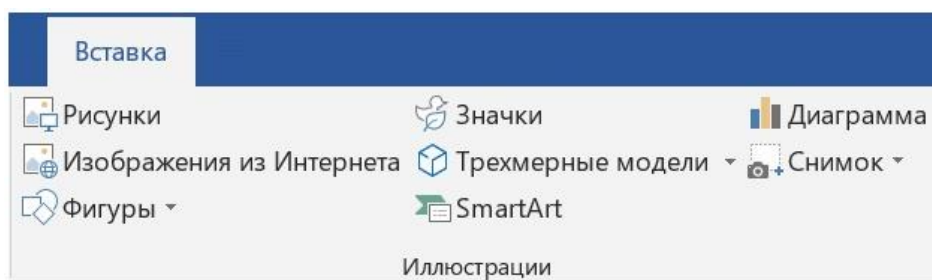 Вставка
Рисунки Значки Диаграмма
Изображения из Интернета Трехмерные модели Снимок
Фигуры SmartArt
Иллюстрации